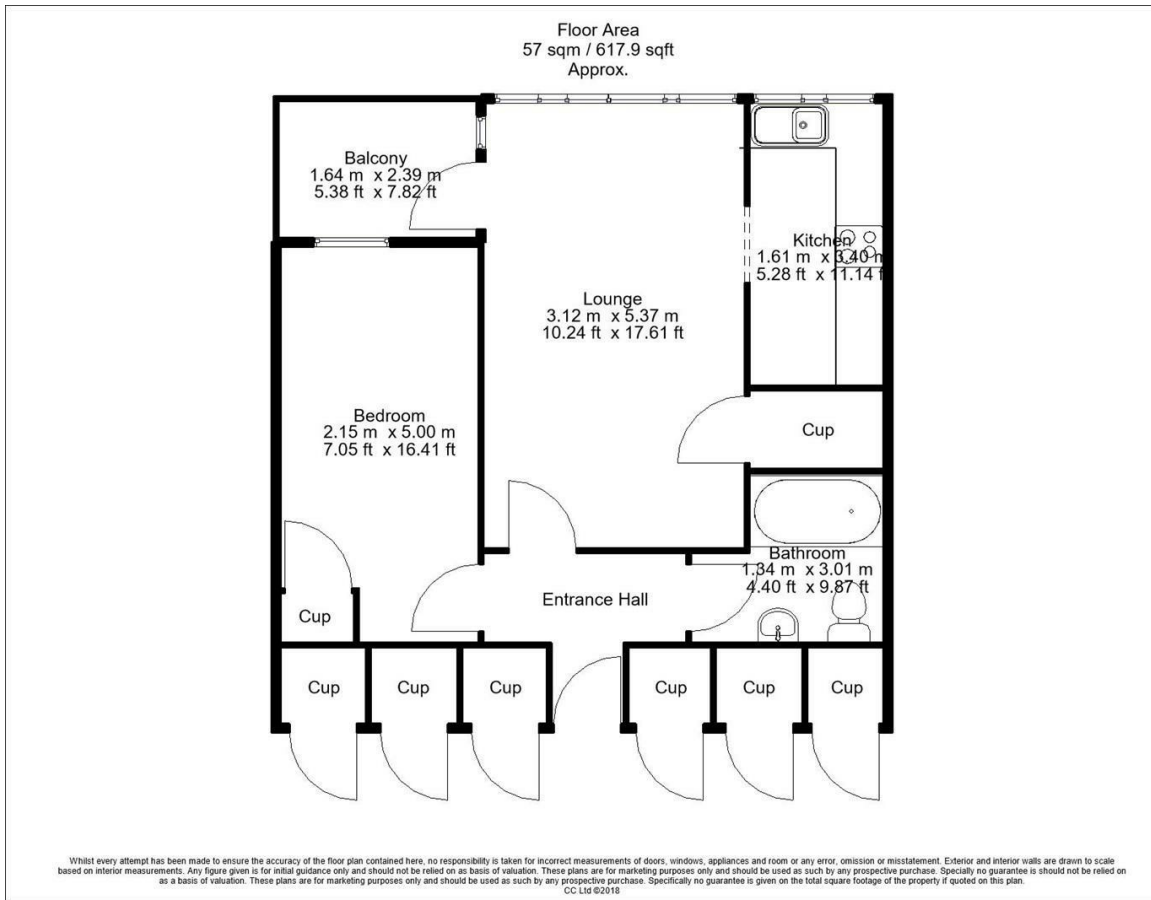 Floor Area
57 sqm / 617.9 sqft
Approx.
Balcony
1.64 m x 2.39 m
5.38 ft x 7.82 ft
Kitchen
1.61 m x 3.40 m
5.28 ft x 11.14 ft
Lounge
3.12 m x 5.37 m
10.24 ft x 17.61 ft
Bedroom
2.15 m x 5.00 m
7.05 ft x 16.41 ft
Cup
Bathroom
1.34 m x 3.01 m
4.40 ft x 9.87 ft
Entrance Hall
Cup
Cup
Cup
Cup
Cup
Cup
Cup
Whilst every attempt has been made to ensure the accuracy of the floor plan contained here, no responsibility is taken for incorrect measurements of doors, windows, appliances and room or any error, omission or misstatement. Exterior and interior walls are drawn to scale
based on interior measurements. Any figure given is for initial guidance only and should not be relied on as basis of valuation. These plans are for marketing purposes only and should be used as such by any prospective purchase. Specially no guarantee is should not be relied on
as a basis of valuation. These plans are for marketing purposes only and should be used as such by any prospective purchase. Specifically no guarantee is given on the total square footage of the property if quoted on this plan.
CC Ltd ©2018